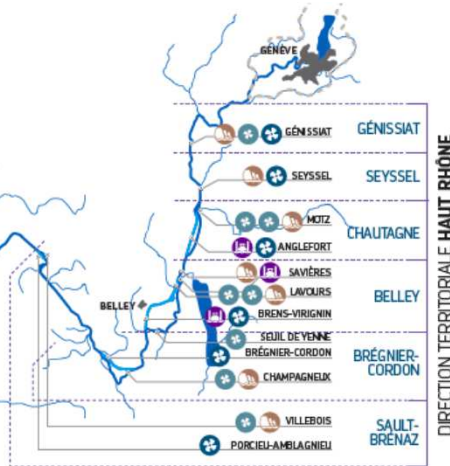 GENÈVE
GÉNISSIAT
GÉNISSIAT
SEYSSEL
SEYSSEL
MOTZ
CHAUTAGNE
ANGLEFORT
SAVIÈRES
LAVOURS
BELLEY
BELLEY
BRENS-VIRIGNIN
SEUIL DE YENNE
BRÉGNIER-CORDON
BRÉGNIER-
CORDON
CHAMPAGNEUX
VILLEBOIS
SAULT-
BRÉNAZ
PORCIEU-AMBLAGNIEU
DIRECTION TERRITORIALE HAUT RHÔNE